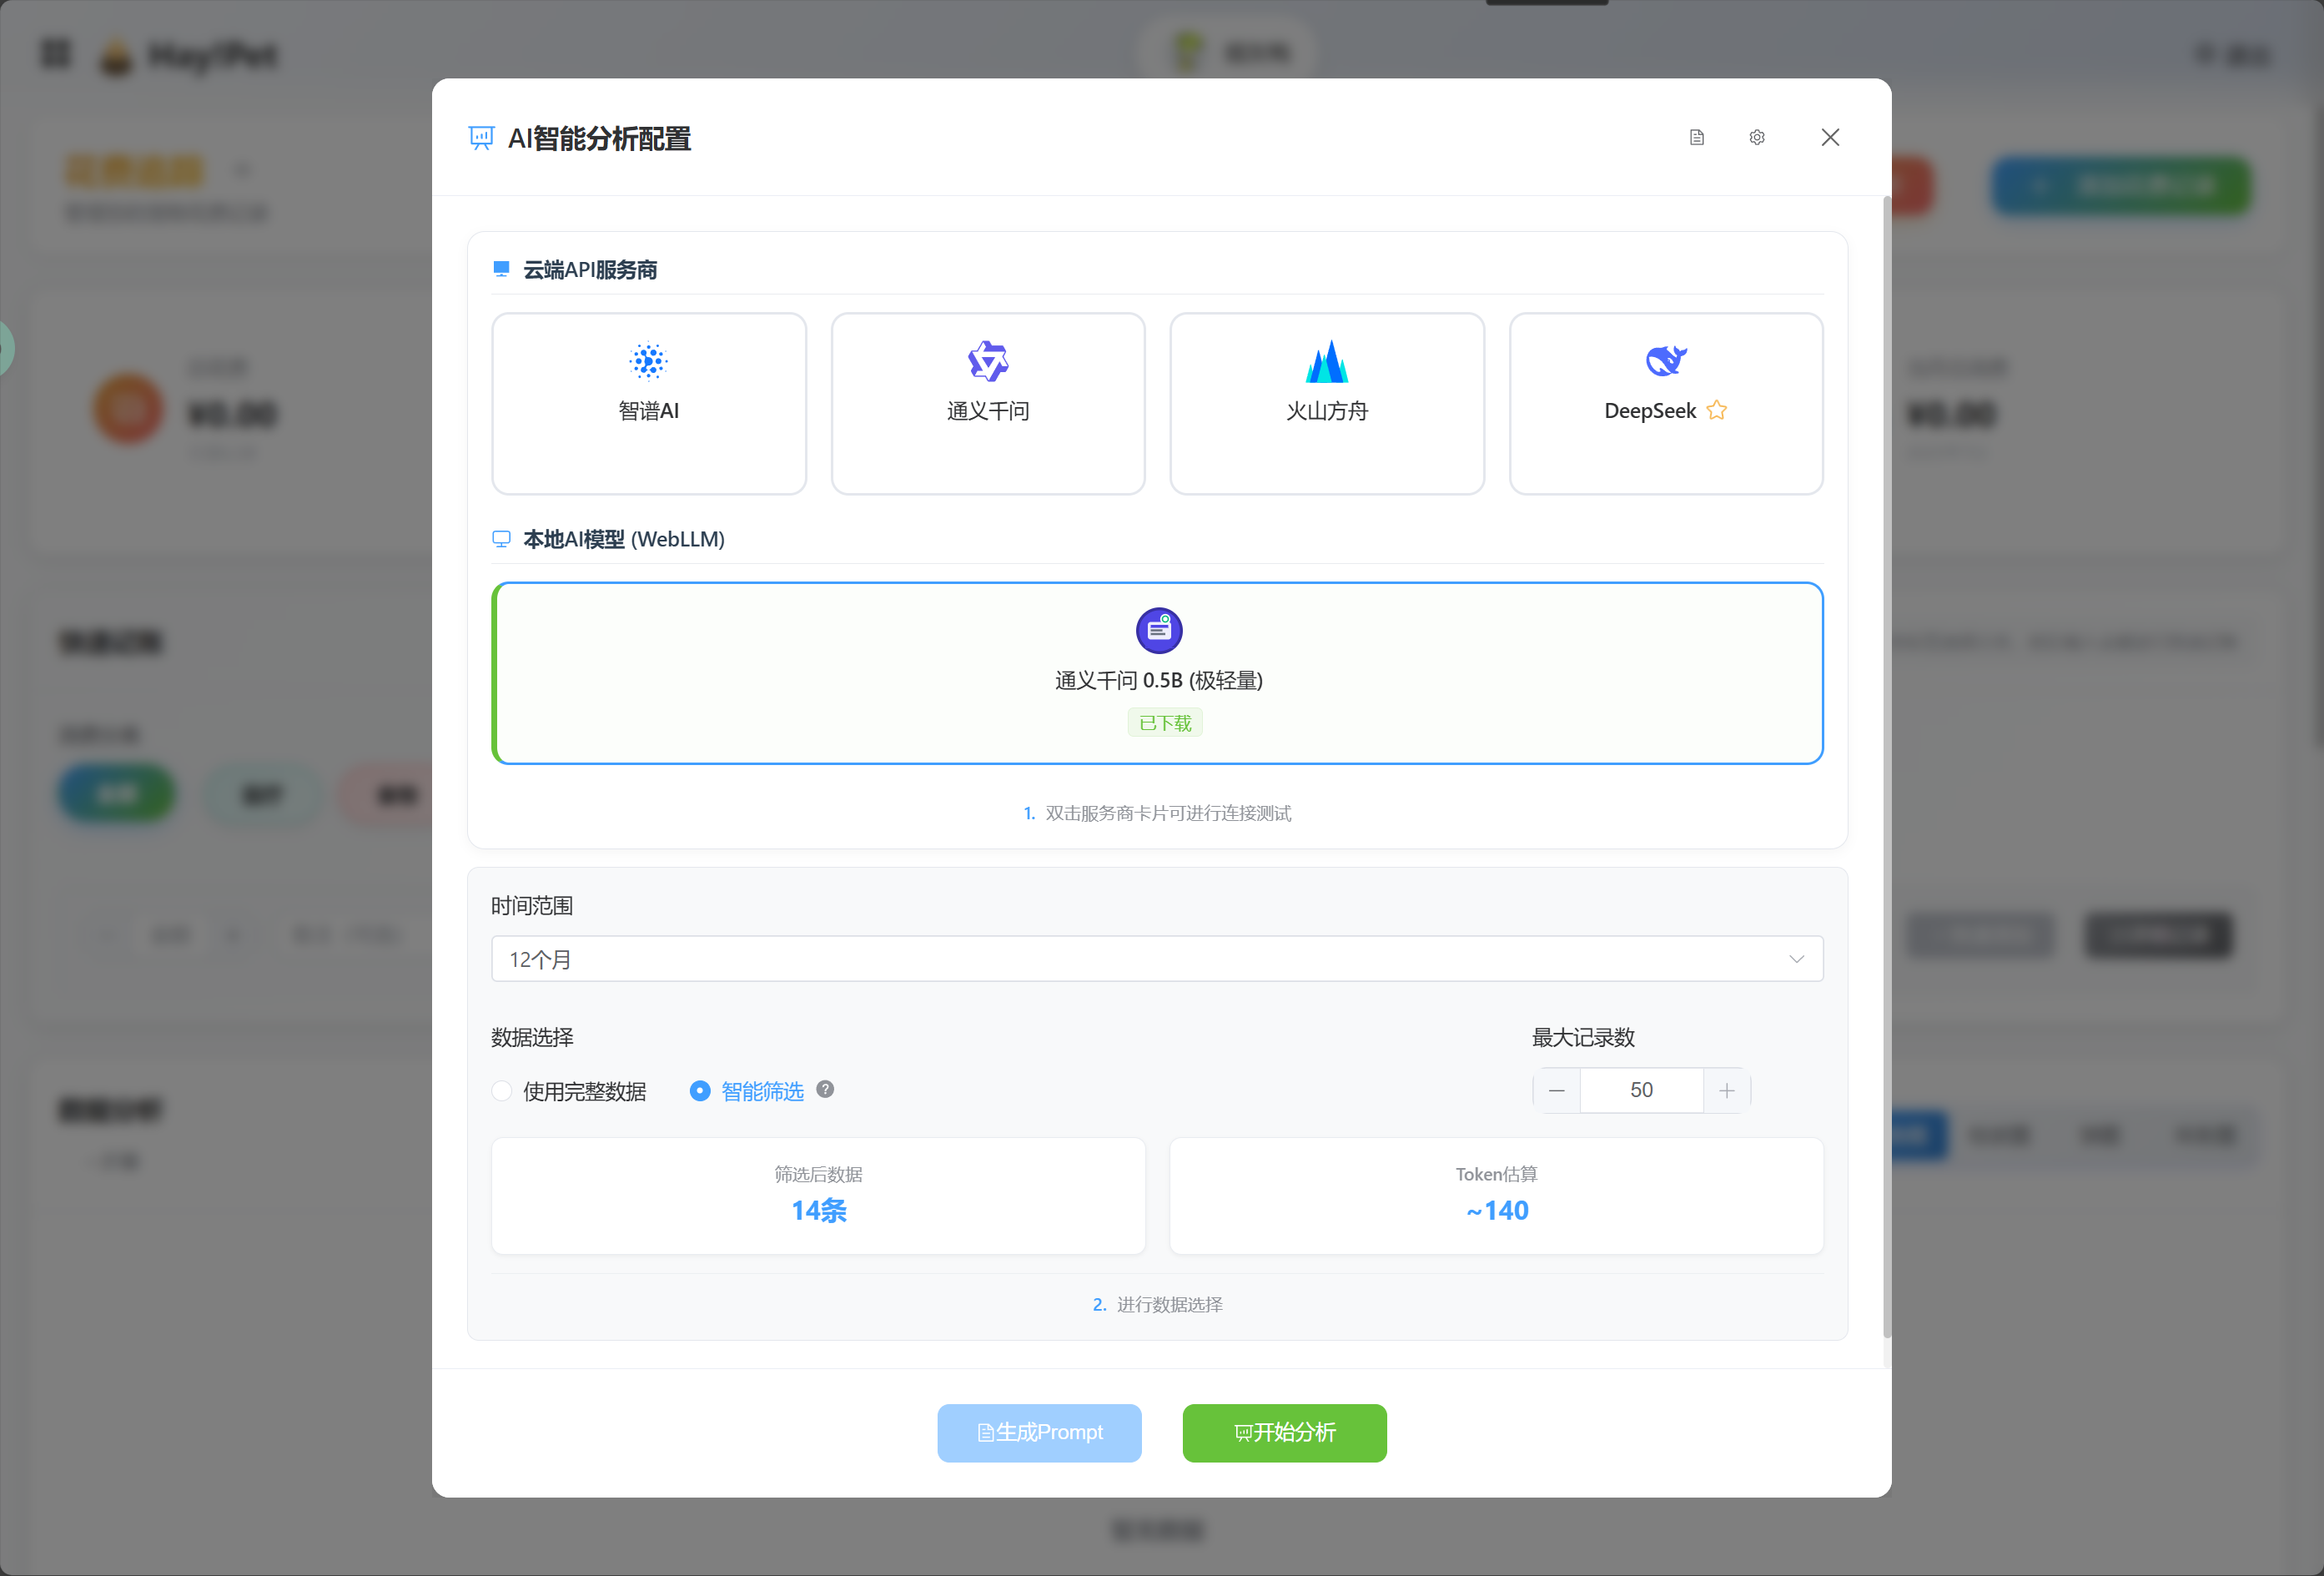 Hay!Pet
AI智能分析配置
云端API服务商
智谱AI
通义千问
火山方舟
DeepSeek
本地AI模型 (WebLLM)
通义千问 0.5B (极轻量)
已下载
1. 双击服务商卡片可进行连接测试
时间范围
12个月
数据选择
最大记录数
使用完整数据
智能筛选
50
筛选后数据
14条
Token估算
~140
2. 进行数据选择
生成Prompt
开始分析
¥0.00
¥0.00